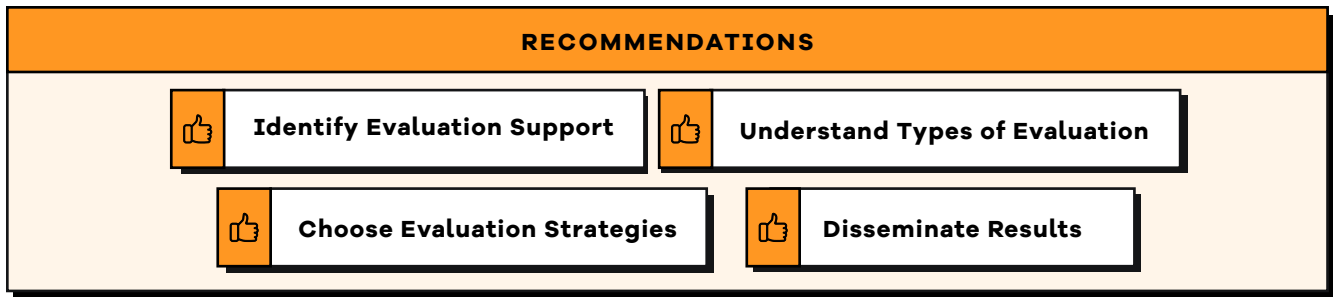 RECOMMENDATIONS
Identify Evaluation Support
Understand Types of Evaluation
Choose Evaluation Strategies
Disseminate Results